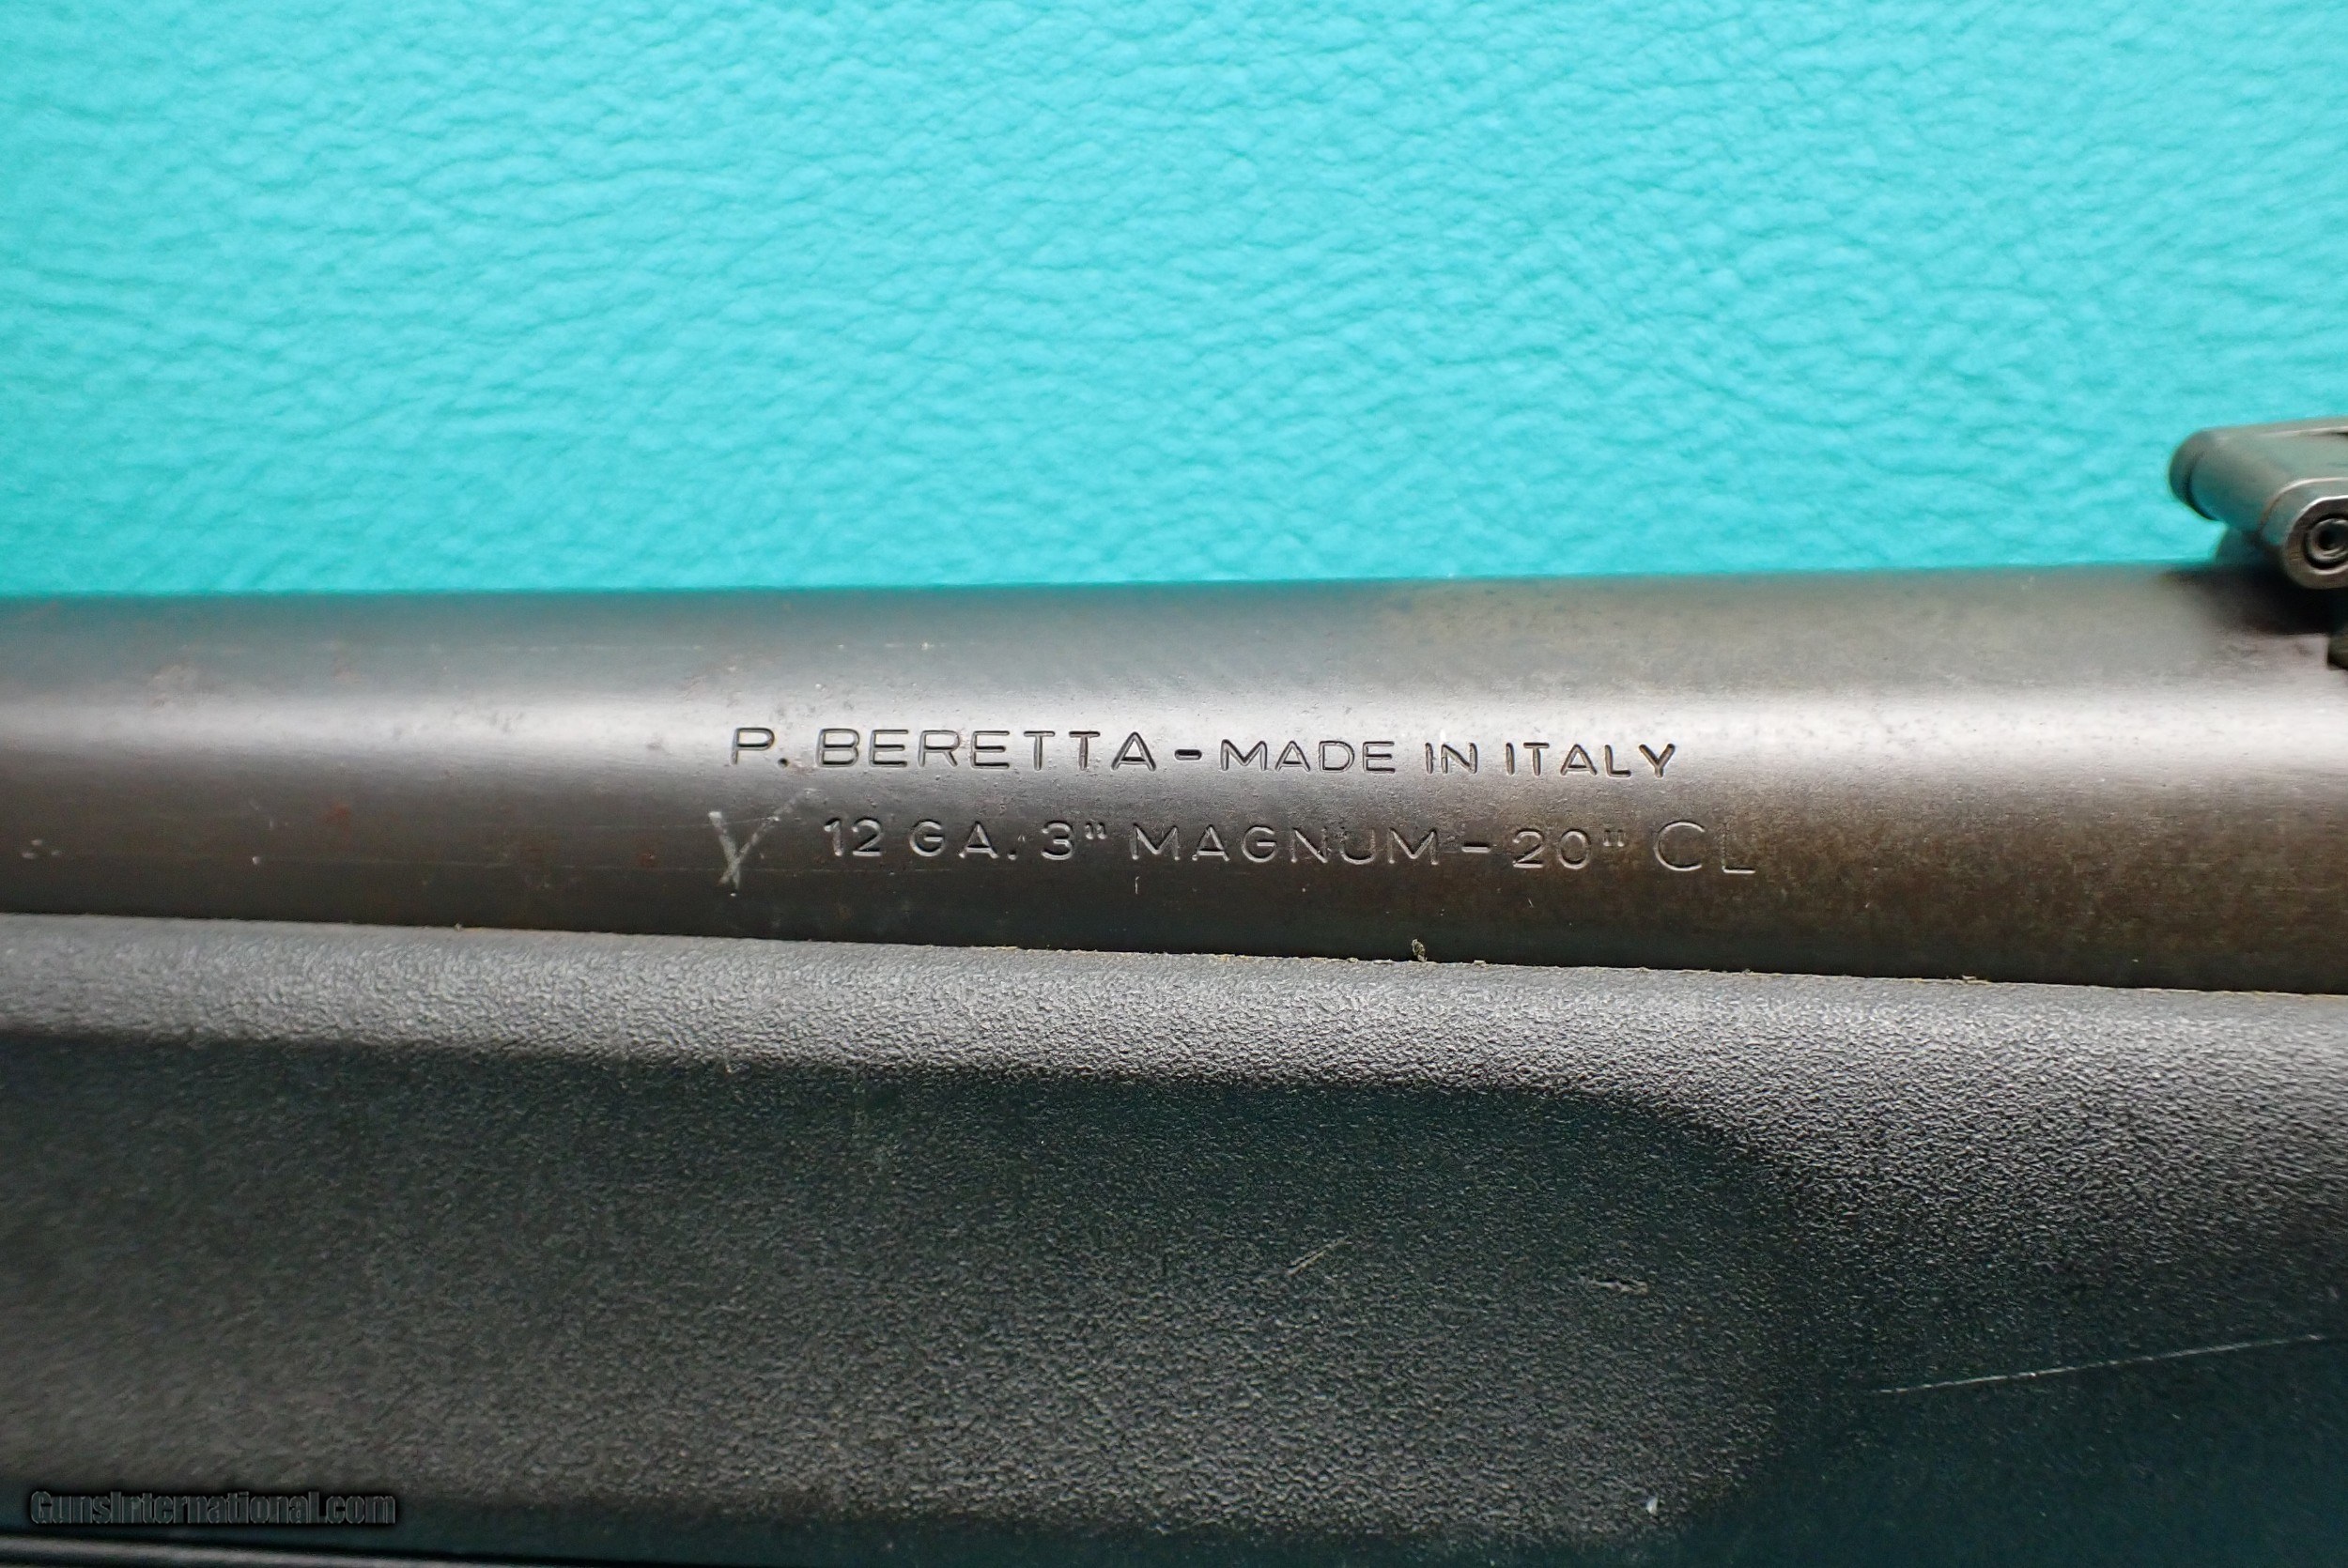 P. BERETTA - MADE IN ITALY
12 GA. 3" MAGNUM - 20" CL
GunsInternational.com